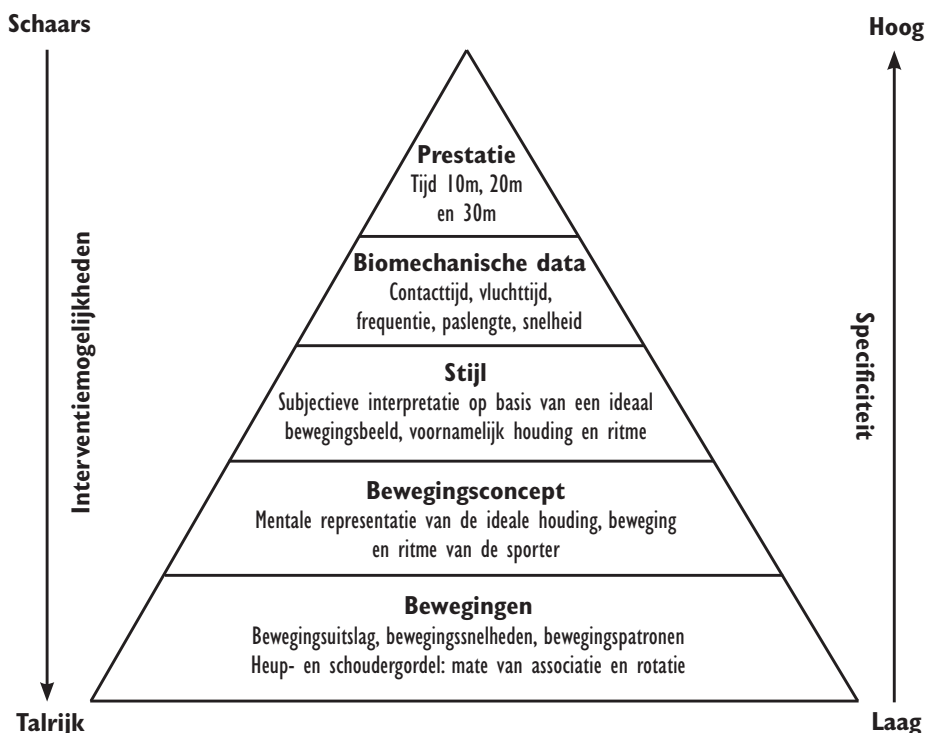 Schaars
Hoog
Prestatie
Tijd 10m, 20m
en 30m
Biomechanische data
Contacttijd, vluchttijd,
frequentie, paslengte, snelheid
Stijl
Subjectieve interpretatie op basis van een ideaal
bewegingsbeeld, voornamelijk houding en ritme
Bewegingsconcept
Mentale representatie van de ideale houding, beweging
en ritme van de sporter
Bewegingen
Bewegingsuitslag, bewegingssnelheden, bewegingspatronen
Heup- en schoudergordel: mate van associatie en rotatie
Interventiemogelijkheden
Specificiteit
Talrijk
Laag